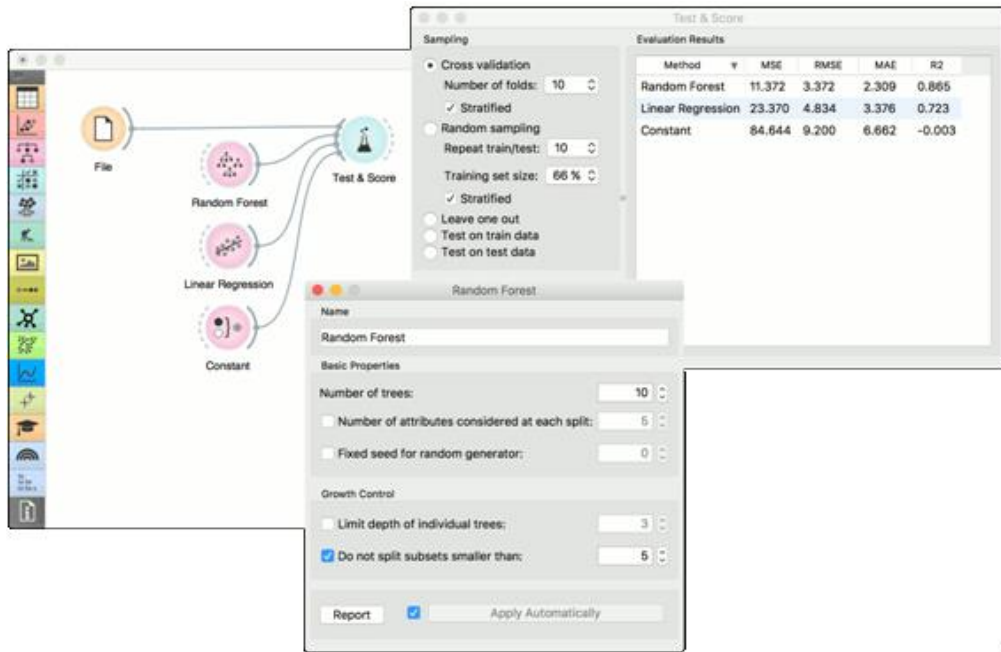 Test & Score
Sampling
Cross validation
Number of folds: 10
Stratified
Random sampling
Repeat train/test: 10
Training set size: 66 %
Stratified
Leave one out
Test on train data
Test on test data
Evaluation Results
Method MSE RMSE MAE R2
Random Forest 11.372 3.372 2.309 0.865
Linear Regression 23.370 4.834 3.376 0.723
Constant 84.644 9.200 6.662 -0.003
File
Test & Score
Random Forest
Linear Regression
Constant
Random Forest
Name
Random Forest
Basic Properties
Number of trees: 10
Number of attributes considered at each split: 5
Fixed seed for random generator: 0
Growth Control
Limit depth of individual trees: 3
Do not split subsets smaller than: 5
Report
Apply Automatically